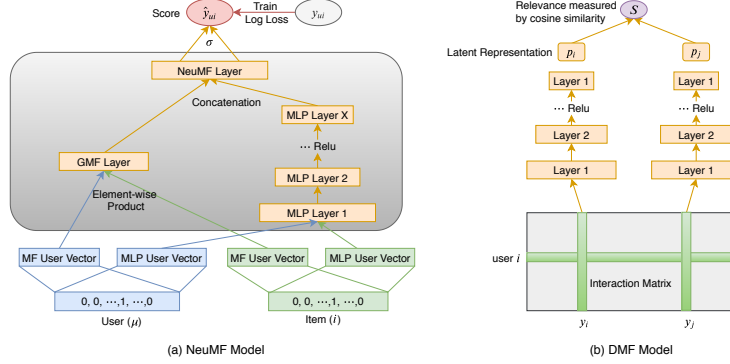 Score
ŷui
Train
Log Loss
yui
σ
NeuMF Layer
Concatenation
MLP Layer X
··· Relu
GMF Layer
MLP Layer 2
Element-wise
Product
MLP Layer 1
MF User Vector
MLP User Vector
MF User Vector
MLP User Vector
0, 0, ···,1, ···,0
0, 0, ···,1, ···,0
User (μ)
Item (i)
(a) NeuMF Model
Relevance measured
by cosine similarity
S
Latent Representation
pi
pj
Layer 1
Layer 1
··· Relu
··· Relu
Layer 2
Layer 2
Layer 1
Layer 1
user i
Interaction Matrix
yi
yj
(b) DMF Model